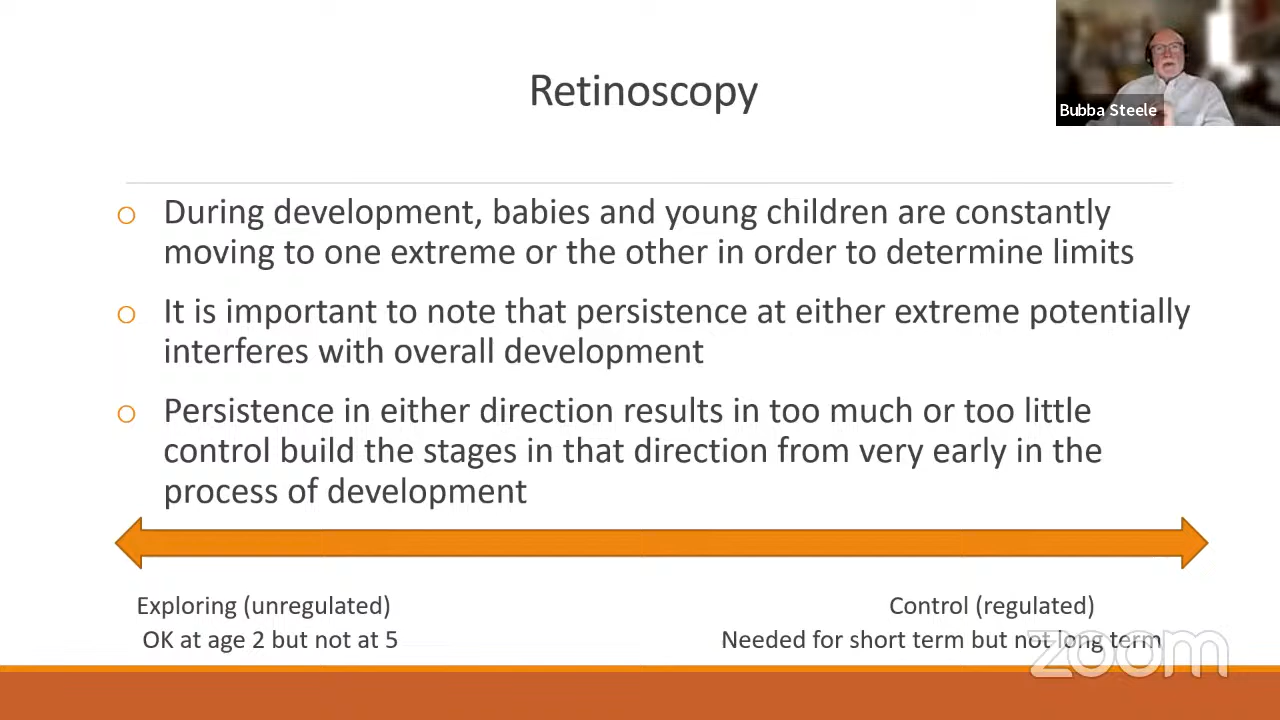 Retinoscopy
Bubba Steele
o During development, babies and young children are constantly
moving to one extreme or the other in order to determine limits
o It is important to note that persistence at either extreme potentially
interferes with overall development
o Persistence in either direction results in too much or too little
control build the stages in that direction from very early in the
process of development
Exploring (unregulated)
OK at age 2 but not at 5
Control (regulated)
Needed for short term but not long term
zoom